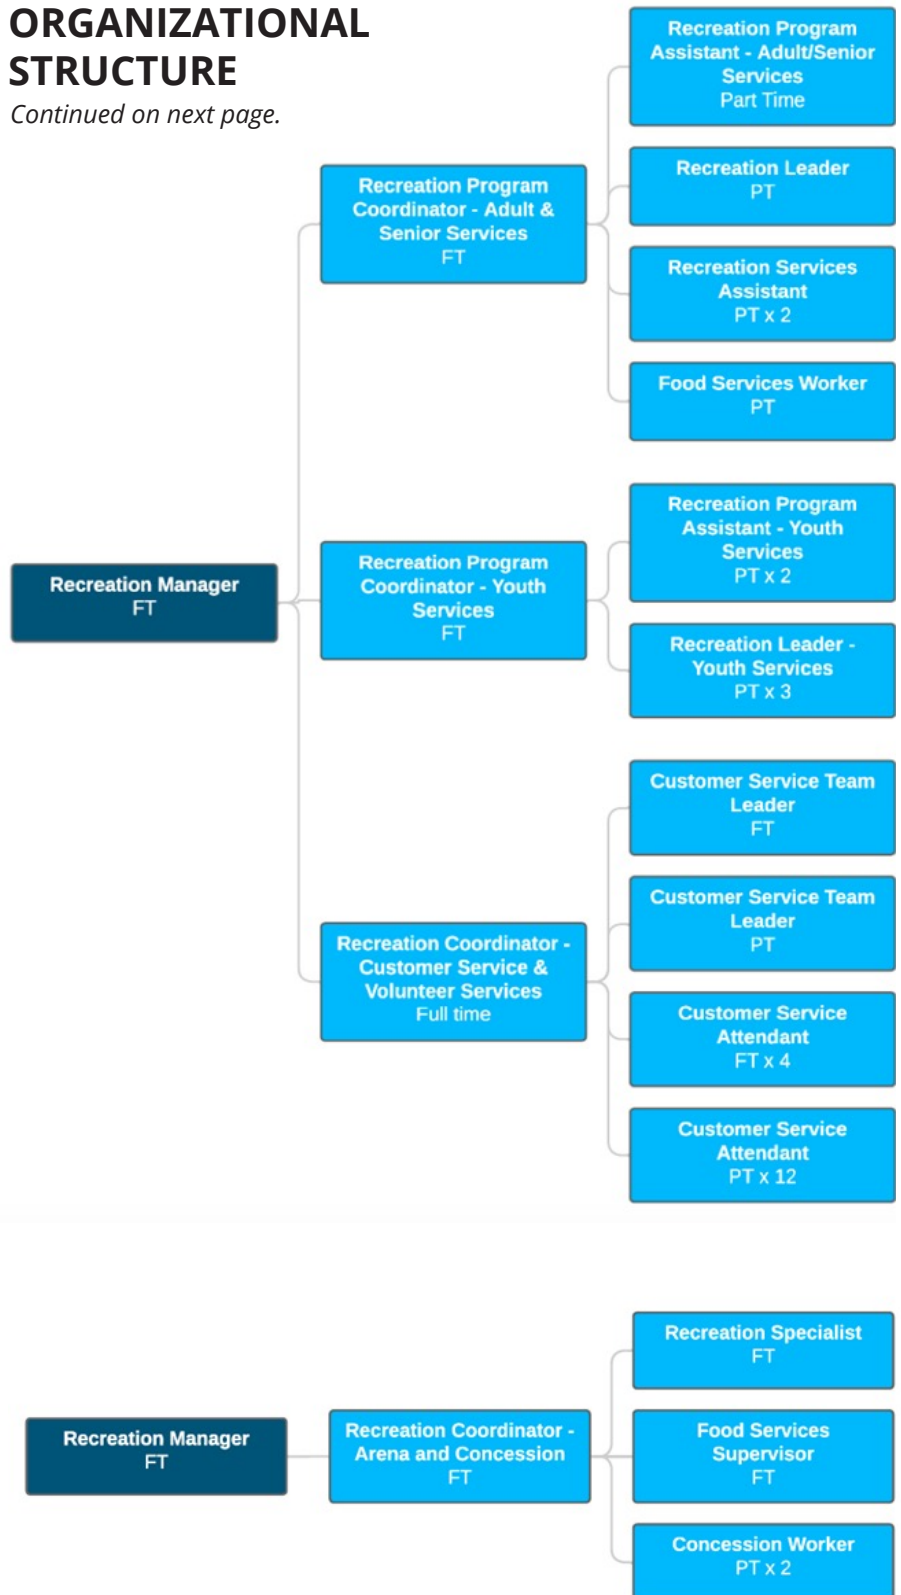 ORGANIZATIONAL
STRUCTURE
Continued on next page.
Recreation Manager
FT
Recreation Program
Coordinator - Adult &
Senior Services
FT
Recreation Program
Assistant - Adult/Senior
Services
Part Time
Recreation Leader
PT
Recreation Services
Assistant
PT x 2
Food Services Worker
PT
Recreation Program
Coordinator - Youth
Services
FT
Recreation Program
Assistant - Youth
Services
PT x 2
Recreation Leader -
Youth Services
PT x 3
Recreation Coordinator -
Customer Service &
Volunteer Services
Full time
Customer Service Team
Leader
FT
Customer Service Team
Leader
PT
Customer Service
Attendant
FT x 4
Customer Service
Attendant
PT x 12
Recreation Manager
FT
Recreation Coordinator -
Arena and Concession
FT
Recreation Specialist
FT
Food Services
Supervisor
FT
Concession Worker
PT x 2